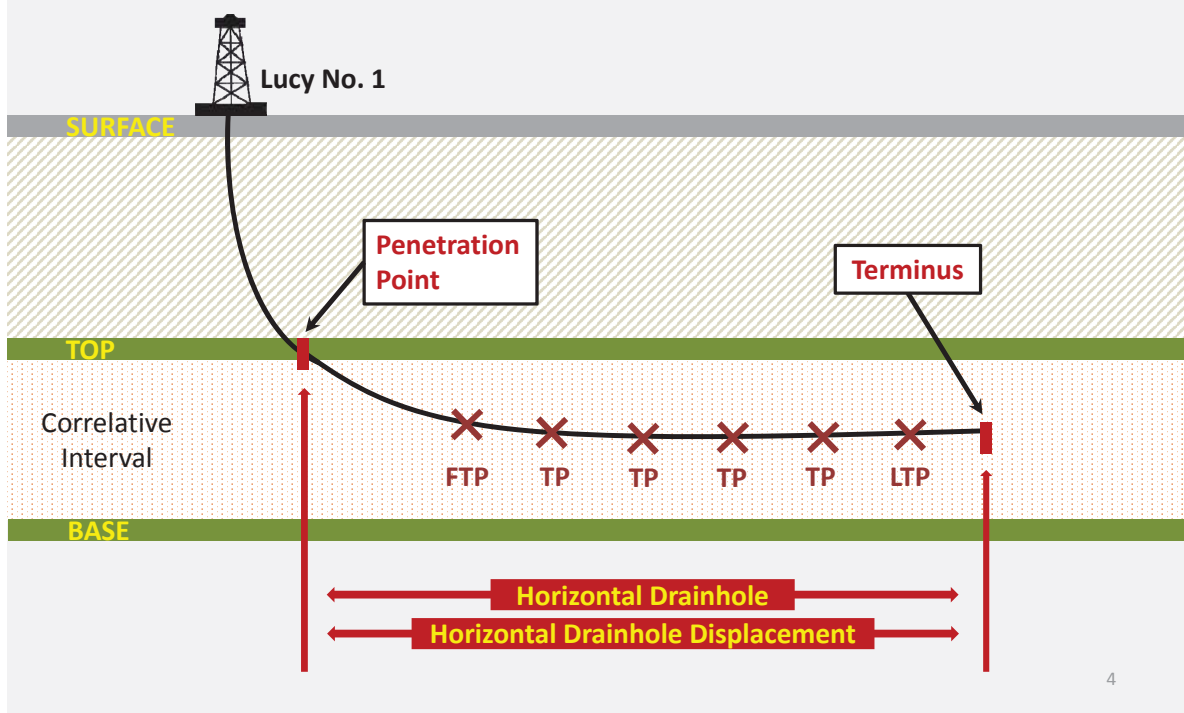 Lucy No. 1
SURFACE
Penetration
Point
Terminus
TOP
Correlative
Interval
FTP
TP
TP
TP
TP
LTP
BASE
Horizontal Drainhole
Horizontal Drainhole Displacement
4